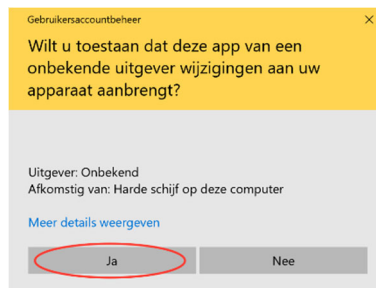 Gebruikersaccountbeheer
Wilt u toestaan dat deze app van een
onbekende uitgever wijzigingen aan uw
apparaat aanbrengt?
Uitgever: Onbekend
Afkomstig van: Harde schijf op deze computer
Meer details weergeven
Ja
Nee